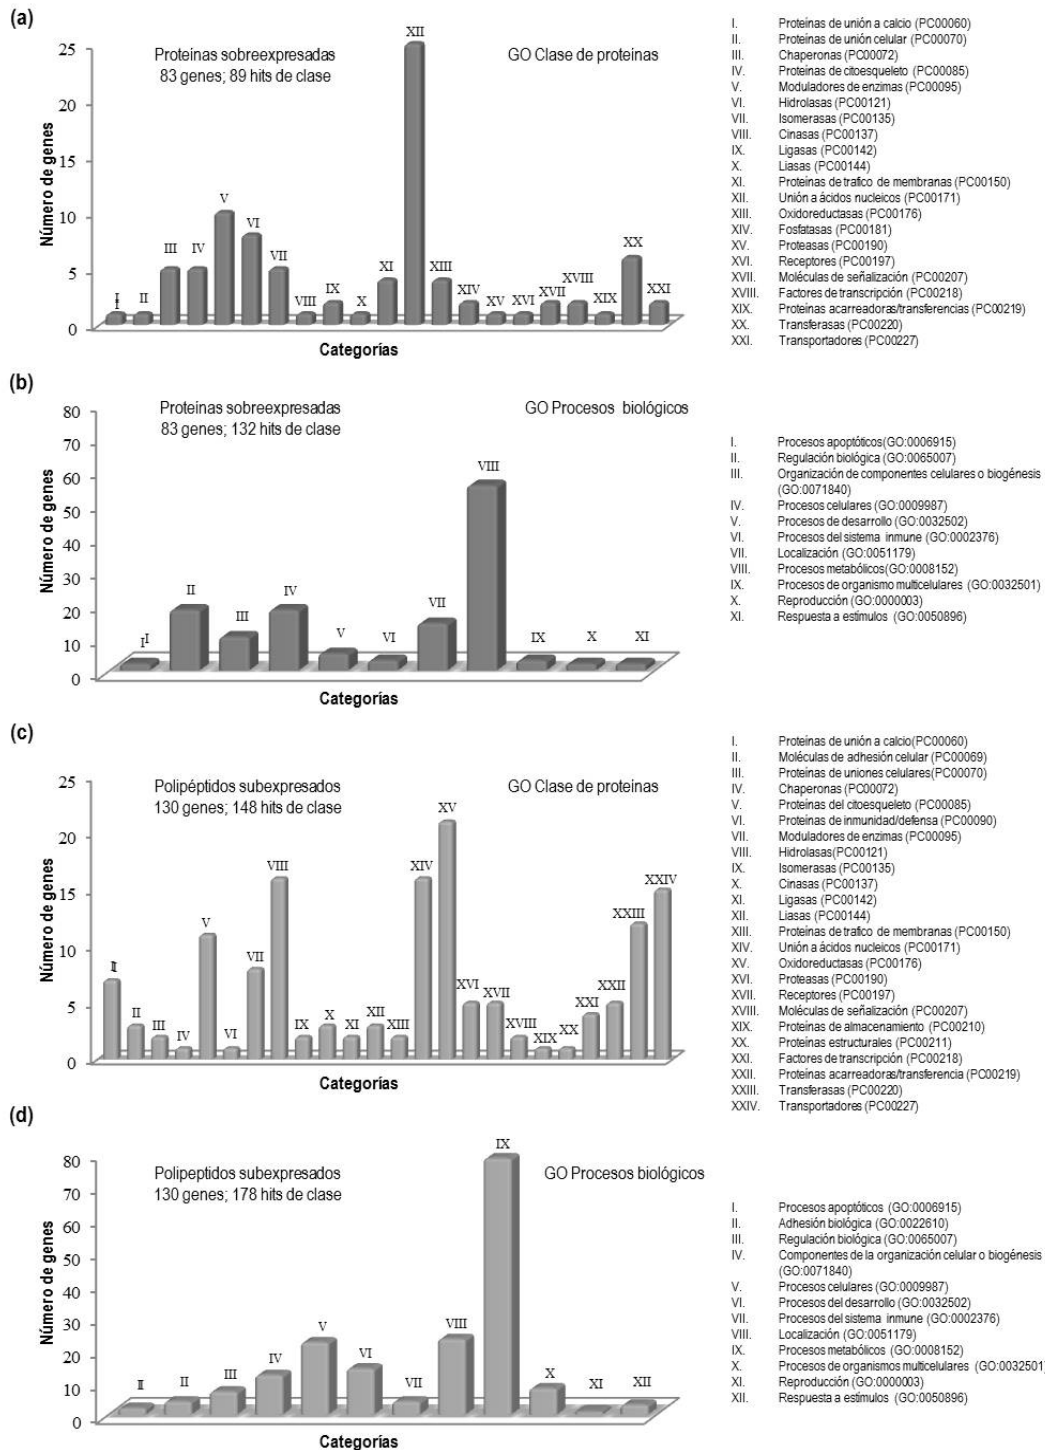 (a)
Proteínas sobreexpresadas
83 genes; 89 hits de clase
GO Clase de proteínas
Número de genes
25
20
15
10
5
0
I
I
II
III
IV
V
VI
VII
VIII
IX
X
XI
XII
XIII
XIV
XV
XVI
XVII
XVIII
XIX
XX
XXI
Categorías
I. Proteínas de unión a calcio (PC00060)
II. Proteínas de unión celular (PC00070)
III. Chaperonas (PC00072)
IV. Proteínas de citoesqueleto (PC00085)
V. Moduladores de enzimas (PC00095)
VI. Hidrolasas (PC00121)
VII. Isomerasas (PC00135)
VIII. Cinasas (PC00137)
IX. Ligasas (PC00142)
X. Liasas (PC00144)
XI. Proteínas de trafico de membranas (PC00150)
XII. Unión a ácidos nucleicos (PC00171)
XIII. Oxidoreductasas (PC00176)
XIV. Fosfatasas (PC00181)
XV. Proteasas (PC00190)
XVI. Receptores (PC00197)
XVII. Moléculas de señalización (PC00207)
XVIII. Factores de transcripción (PC00218)
XIX. Proteínas acarreadoras/transferencias (PC00219)
XX. Transferasas (PC00220)
XXI. Transportadores (PC00227)
(b)
Proteínas sobreexpresadas
83 genes; 132 hits de clase
GO Procesos biológicos
Número de genes
80
70
60
50
40
30
20
10
0
I
I
II
III
IV
V
VI
VII
VIII
IX
X
XI
Categorías
I. Procesos apoptóticos(GO:0006915)
II. Regulación biológica (GO:0065007)
III. Organización de componentes celulares o biogénesis
(GO:0071840)
IV. Procesos celulares (GO:0009987)
V. Procesos de desarrollo (GO:0032502)
VI. Procesos del sistema inmune (GO:0002376)
VII. Localización (GO:0051179)
VIII. Procesos metabólicos(GO:0008152)
IX. Procesos de organismo multicelulares (GO:0032501)
X. Reproducción (GO:0000003)
XI. Respuesta a estímulos (GO:0050896)
(c)
Polipéptidos subexpresados
130 genes; 148 hits de clase
GO Clase de proteínas
Número de genes
25
20
15
10
5
0
I
I
II
III
IV
V
VI
VII
VIII
IX
X
XI
XII
XIII
XIV
XV
XVI
XVII
XVIII
XIX
XX
XXI
XXII
XXIII
XXIV
Categorías
I. Proteínas de unión a calcio(PC00060)
II. Moléculas de adhesión celular (PC00069)
III. Proteínas de uniones celulares(PC00070)
IV. Chaperonas (PC00072)
V. Proteínas del citoesqueleto (PC00085)
VI. Proteínas de inmunidad/defensa (PC00090)
VII. Moduladores de enzimas (PC00095)
VIII. Hidrolasas(PC00121)
IX. Isomerasas (PC00135)
X. Cinasas (PC00137)
XI. Ligasas (PC00142)
XII. Liasas (PC00144)
XIII. Proteínas de trafico de membranas (PC00150)
XIV. Unión a ácidos nucleicos (PC00171)
XV. Oxidoreductasas (PC00176)
XVI. Proteasas (PC00190)
XVII. Receptores (PC00197)
XVIII. Moléculas de señalización (PC00207)
XIX. Proteínas de almacenamiento (PC00210)
XX. Proteínas estructurales (PC00211)
XXI. Factores de transcripción (PC00218)
XXII. Proteínas acarreadoras/transferencia (PC00219)
XXIII. Transferasas (PC00220)
XXIV. Transportadores (PC00227)
(d)
Polipeptidos subexpresados
130 genes; 178 hits de clase
GO Procesos biológicos
Número de genes
80
70
60
50
40
30
20
10
0
I
I
II
III
IV
V
VI
VII
VIII
IX
X
XI
XII
Categorías
I. Procesos apoptóticos (GO:0006915)
II. Adhesión biológica (GO:0022610)
III. Regulación biológica (GO:0065007)
IV. Componentes de la organización celular o biogénesis
(GO:0071840)
V. Procesos celulares (GO:0009987)
VI. Procesos del desarrollo (GO:0032502)
VII. Procesos del sistema inmune (GO:0002376)
VIII. Localización (GO:0051179)
IX. Procesos metabólicos (GO:0008152)
X. Procesos de organismos multicelulares (GO:0032501)
XI. Reproducción (GO:0000003)
XII. Respuesta a estímulos (GO:0050896)